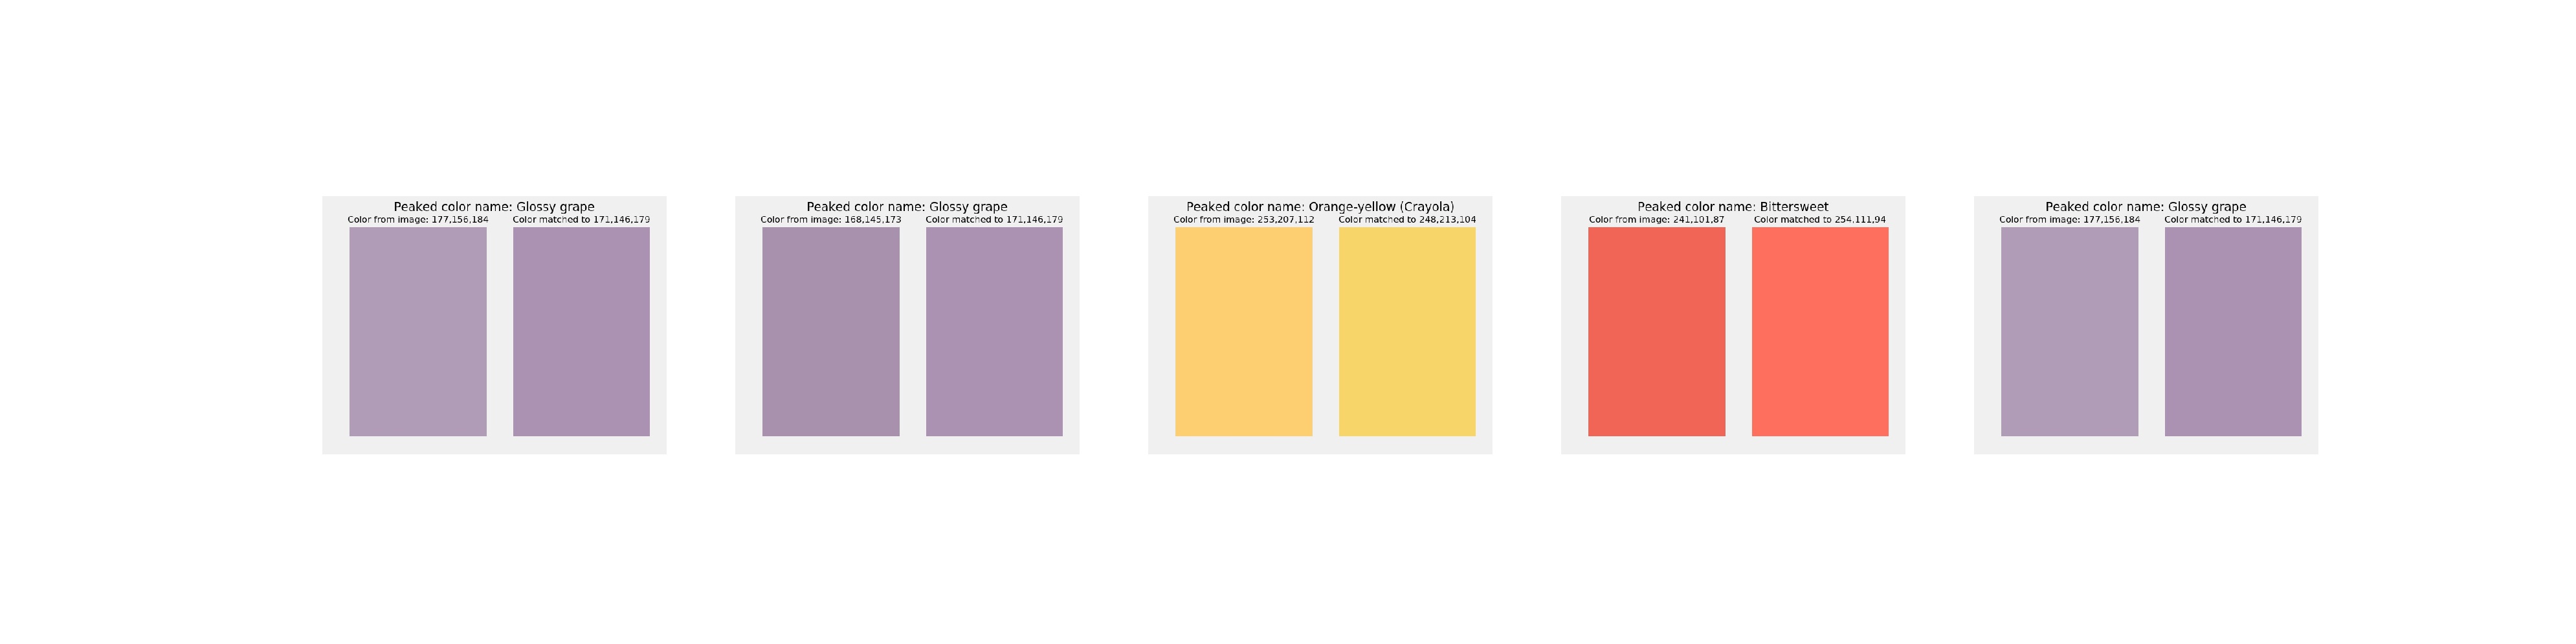 Peaked color name: Glossy grape
Color from image: 177,156,184
Color matched to 171,146,179
Peaked color name: Glossy grape
Color from image: 168,145,173
Color matched to 171,146,179
Peaked color name: Orange-yellow (Crayola)
Color from image: 253,207,112
Color matched to 248,213,104
Peaked color name: Bittersweet
Color from image: 241,101,87
Color matched to 254,111,94
Peaked color name: Glossy grape
Color from image: 177,156,184
Color matched to 171,146,179